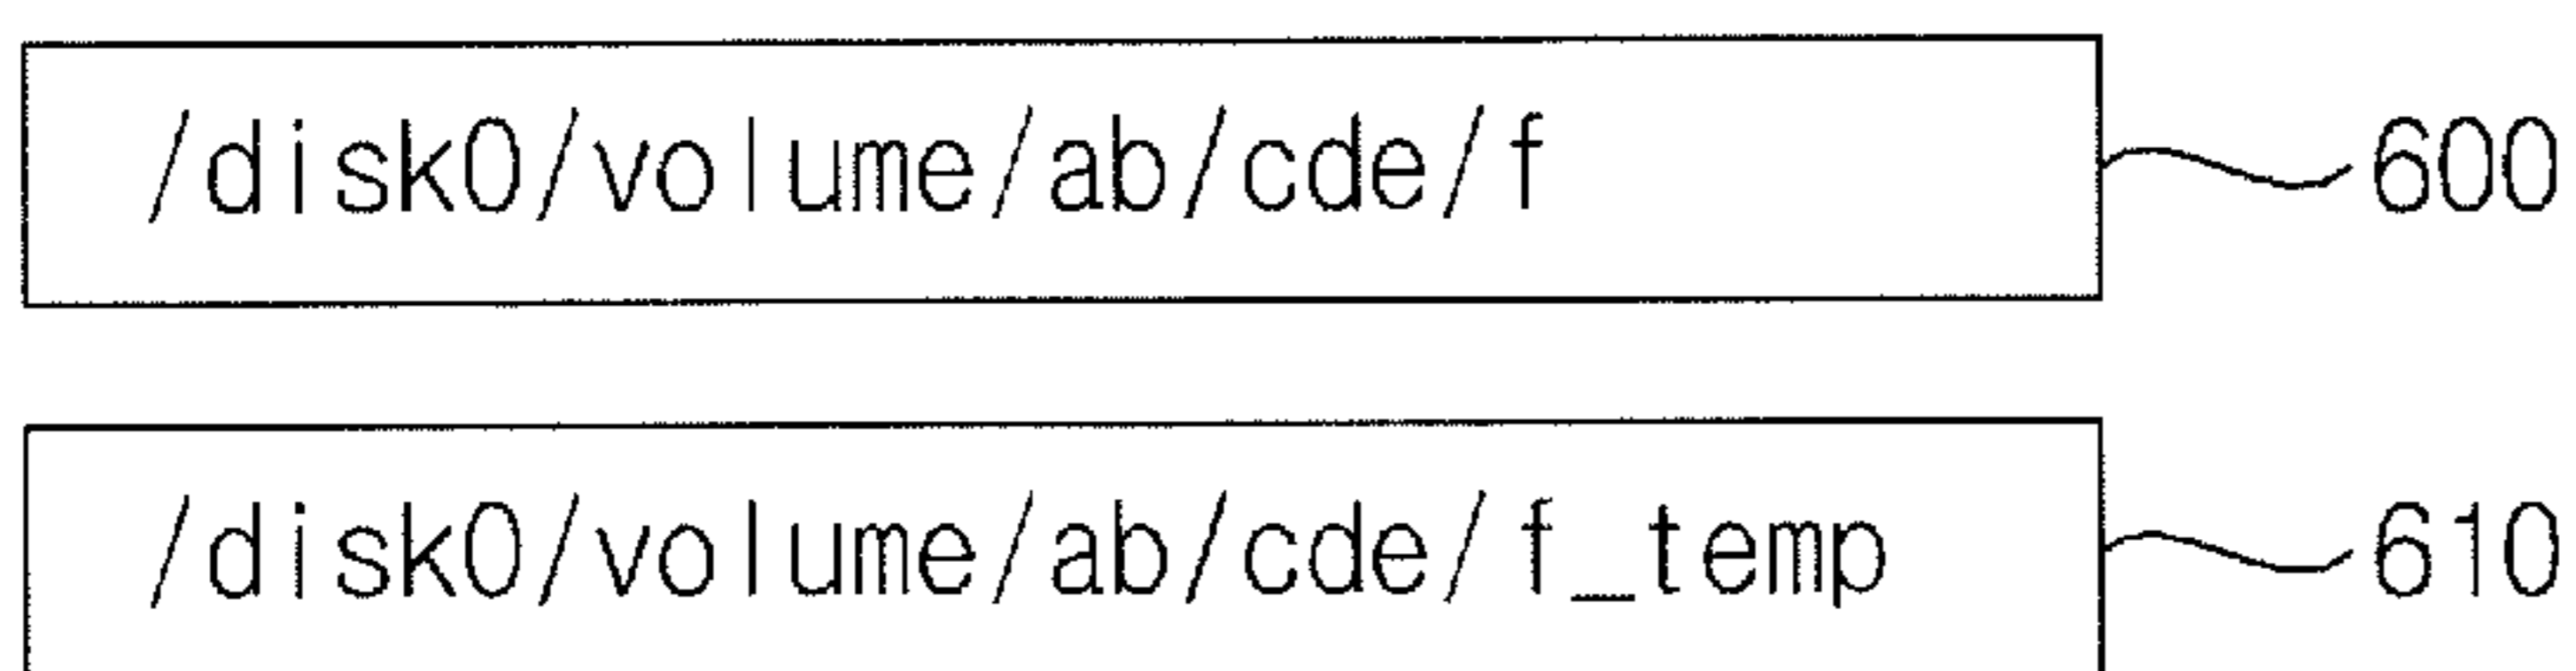 /disk0/volume/ab/cde/f 600
/disk0/volume/ab/cde/f_temp 610